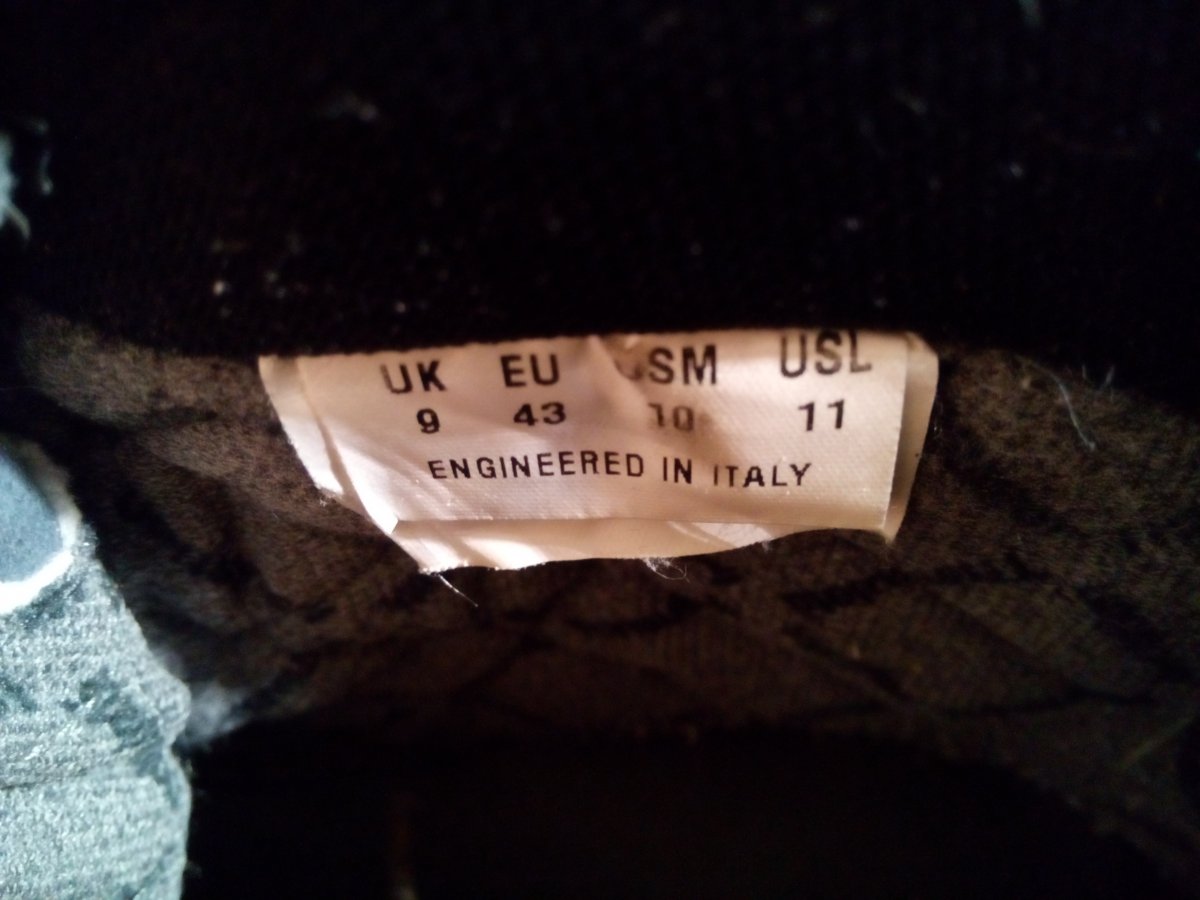 UK EU USM USL
9 43 10 11
ENGINEERED IN ITALY